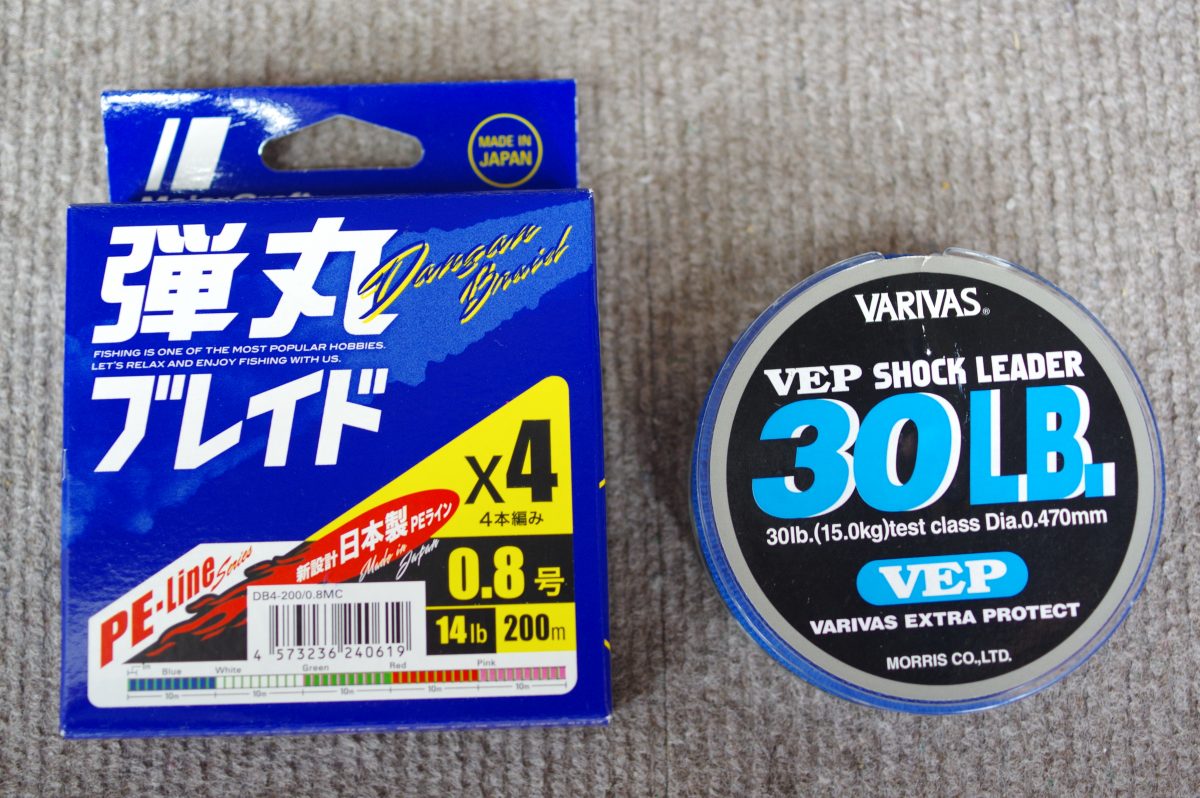 MADE IN
JAPAN
弾丸
Dangan
Braid
FISHING IS ONE OF THE MOST POPULAR HOBBIES.
LET'S RELAX AND ENJOY FISHING WITH US.
ブレイド
X4
4本編み
新設計 日本製 PEライン
Made in Japan
PE-Line Series
0.8号
DB4-200/0.8MC
14lb 200m
4 573236 240619
1m Blue White Green Red Pink
10m 10m 10m 10m 10m
VARIVAS®
VEP SHOCK LEADER
30LB.
30lb.(15.0kg)test class Dia.0.470mm
VEP
VARIVAS EXTRA PROTECT
MORRIS CO.,LTD.